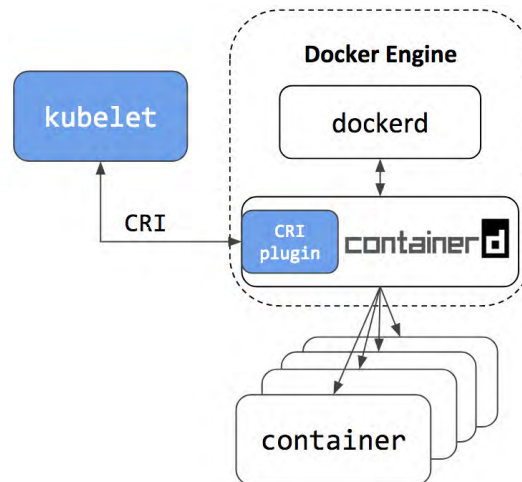 Docker Engine
kubelet
dockerd
CRI
CRI
plugin
containerd
container